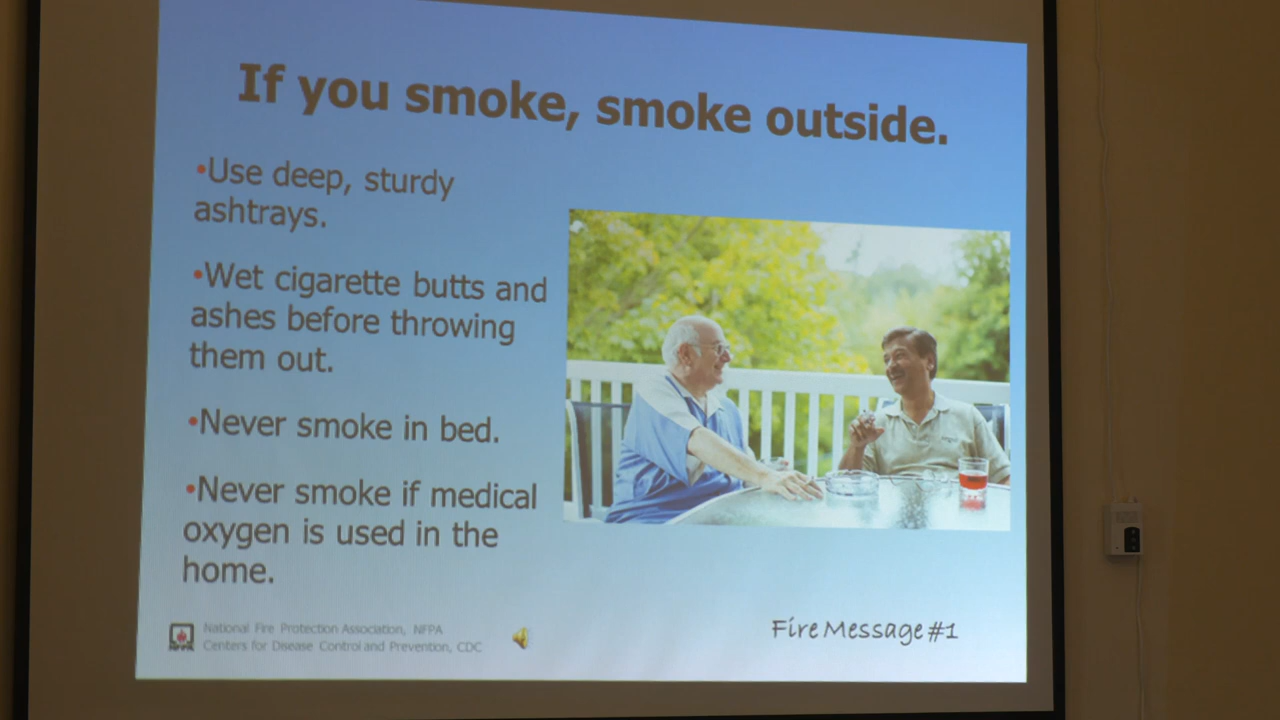 If you smoke, smoke outside.
•Use deep, sturdy
ashtrays.
•Wet cigarette butts and
ashes before throwing
them out.
•Never smoke in bed.
•Never smoke if medical
oxygen is used in the
home.
NFPA
National Fire Protection Association, NFPA
Centers for Disease Control and Prevention, CDC
Fire Message #1